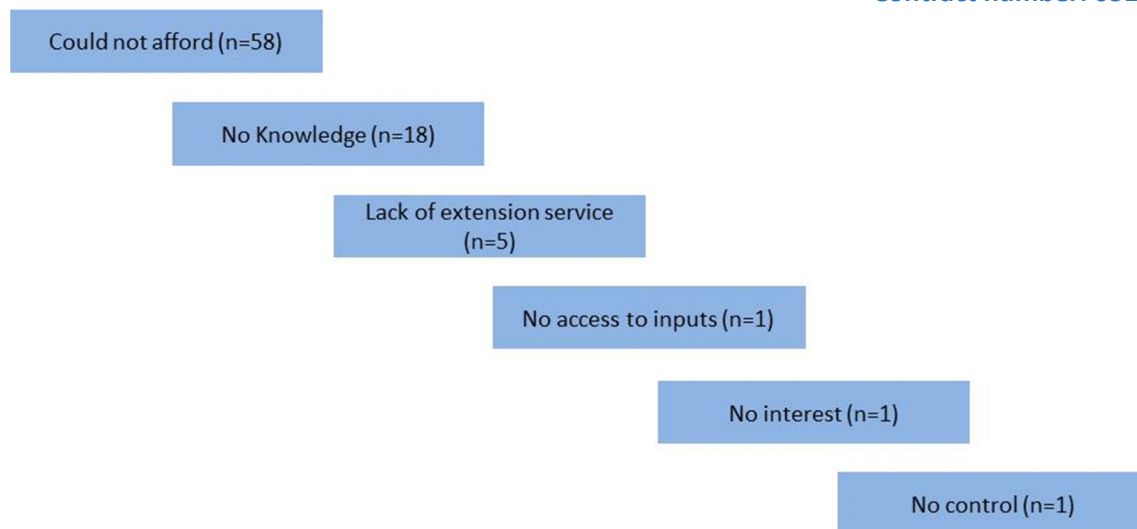 Could not afford (n=58)
No Knowledge (n=18)
Lack of extension service
(n=5)
No access to inputs (n=1)
No interest (n=1)
No control (n=1)